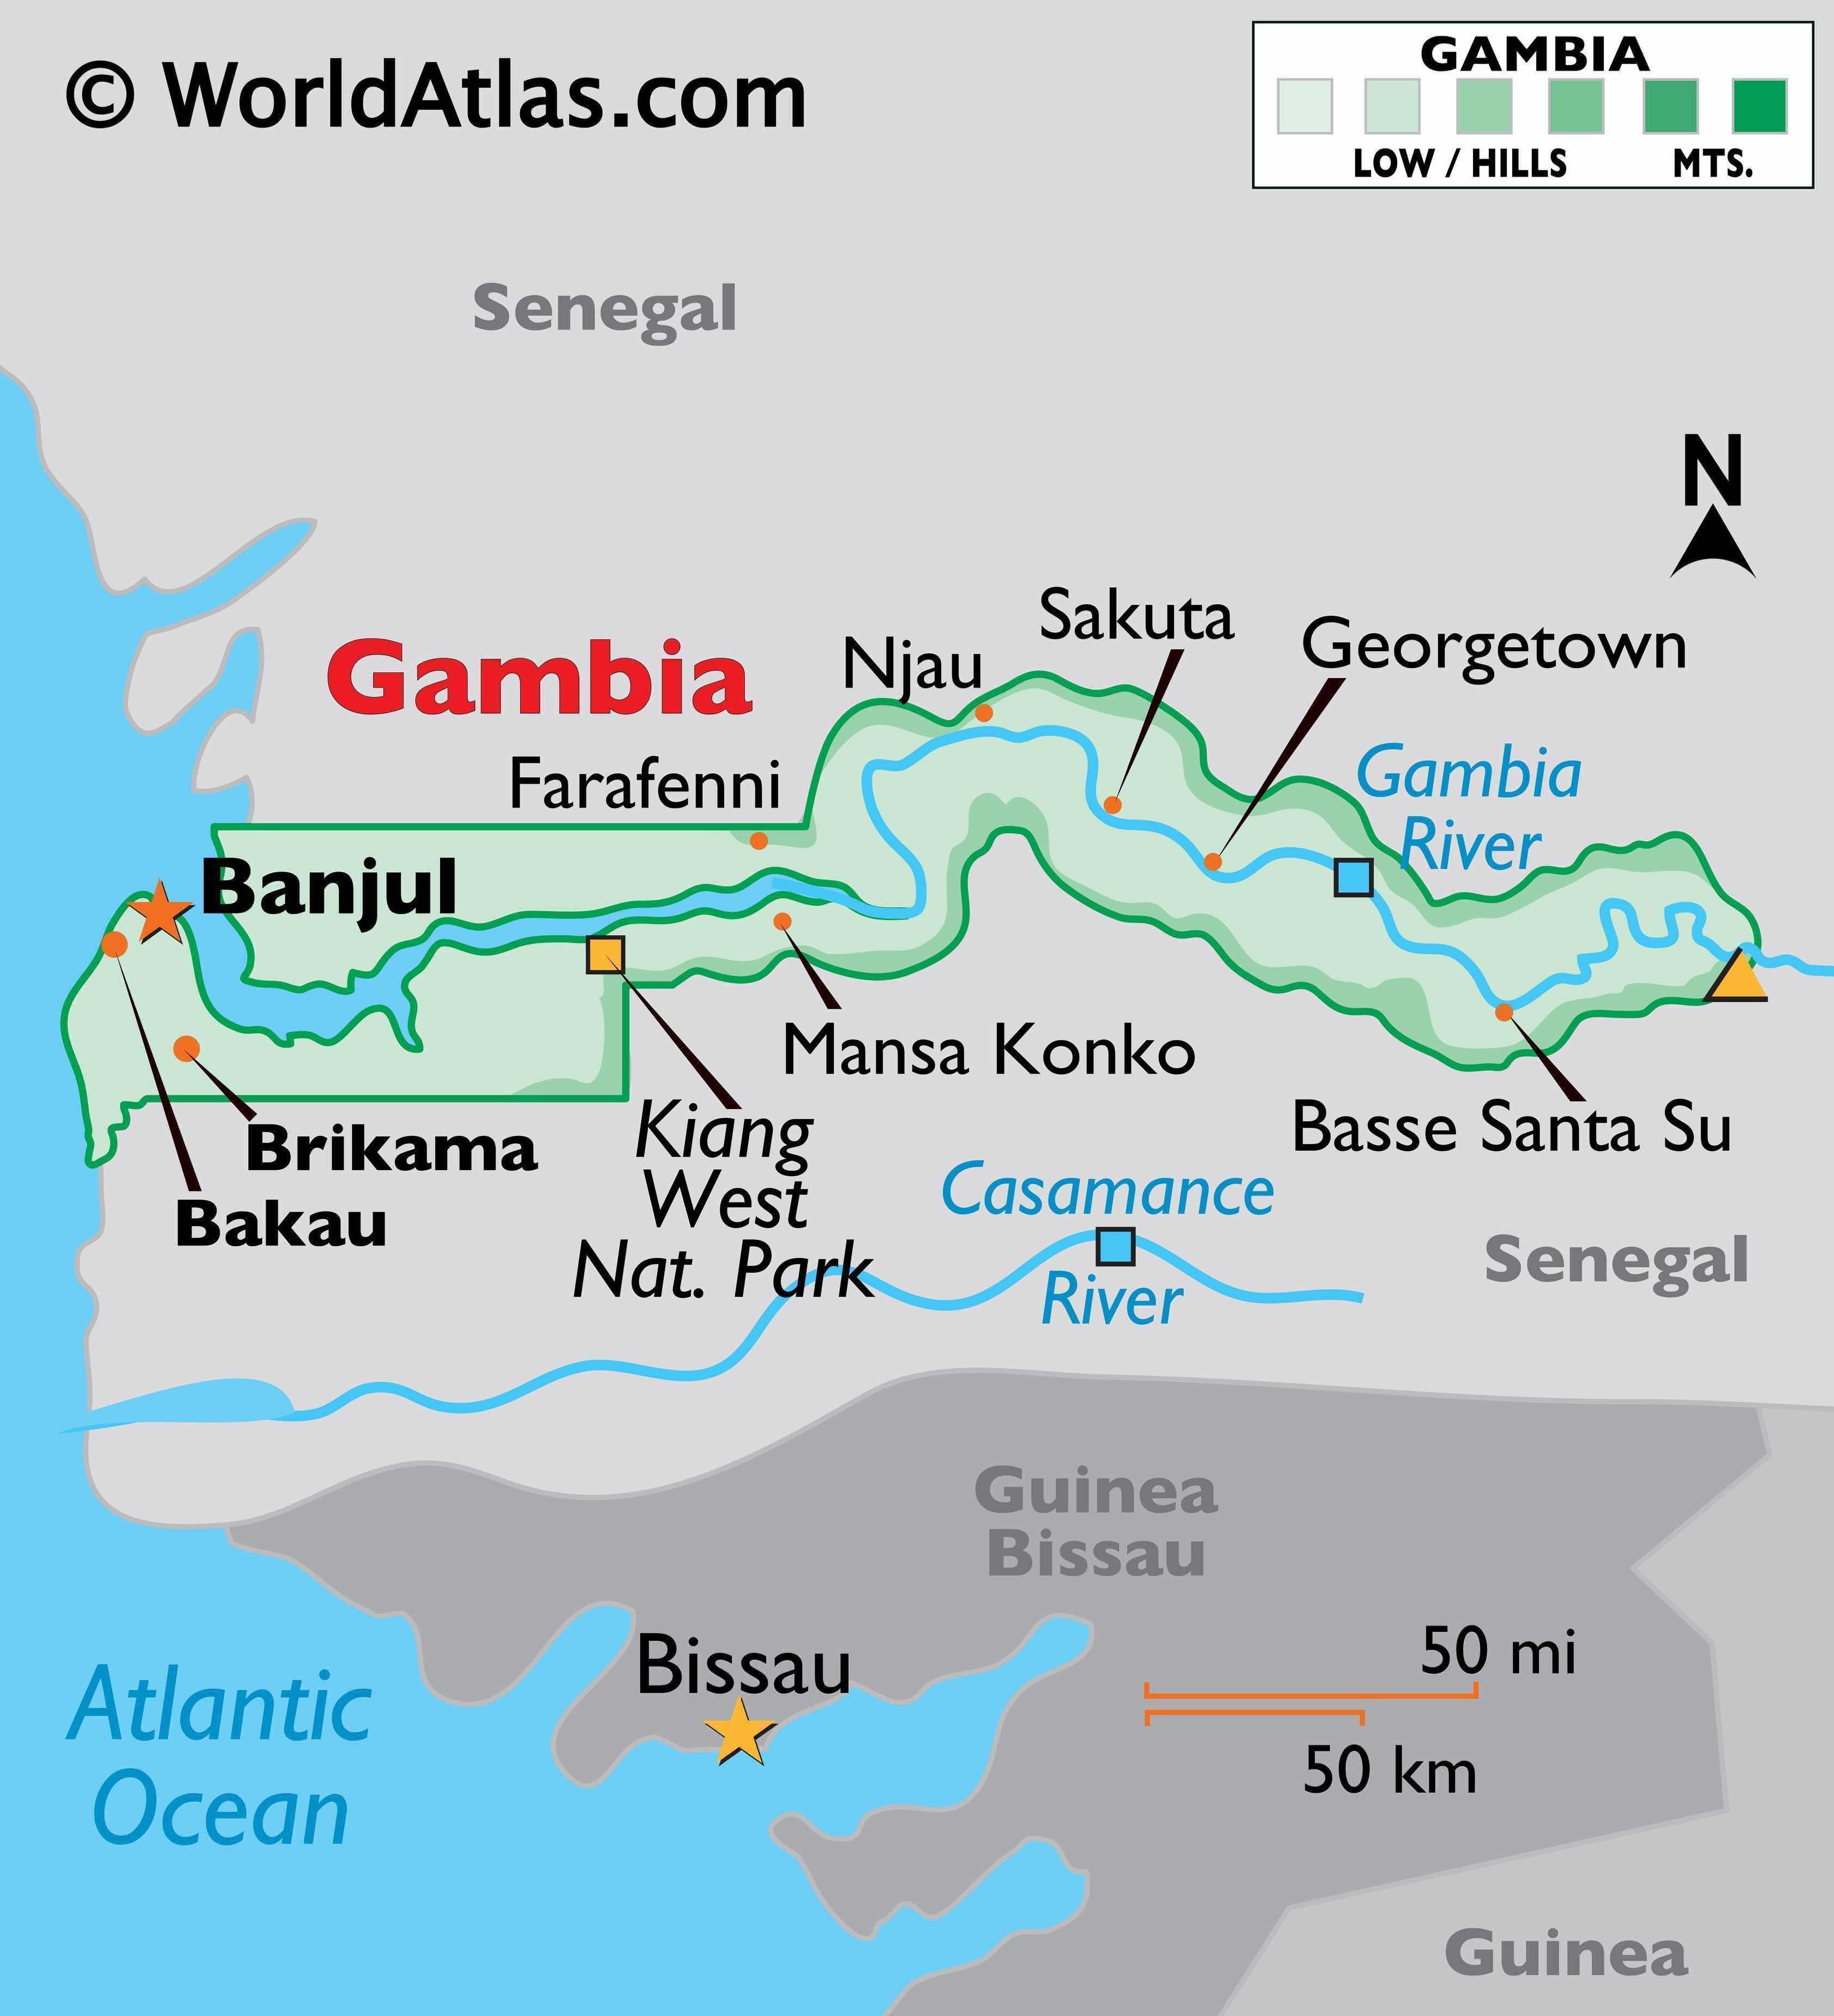 © WorldAtlas.com
GAMBIA
LOW / HILLS
MTS.
Senegal
N
Gambia
Njau
Sakuta
Georgetown
Farafenni
Gambia
River
Banjul
Mansa Konko
Basse Santa Su
Brikama
Bakau
Kiang
West
Nat. Park
Casamance
River
Senegal
Guinea
Bissau
Bissau
Atlantic
Ocean
50 mi
50 km
Guinea